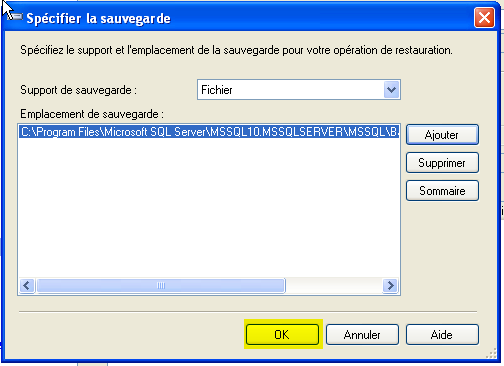 Spécifier la sauvegarde
Spécifiez le support et l'emplacement de la sauvegarde pour votre opération de restauration.
Support de sauvegarde :
Fichier
Emplacement de sauvegarde :
C:\Program Files\Microsoft SQL Server\MSSQL10.MSSQLSERVER\MSSQL\Ba
Ajouter
Supprimer
Sommaire
OK
Annuler
Aide